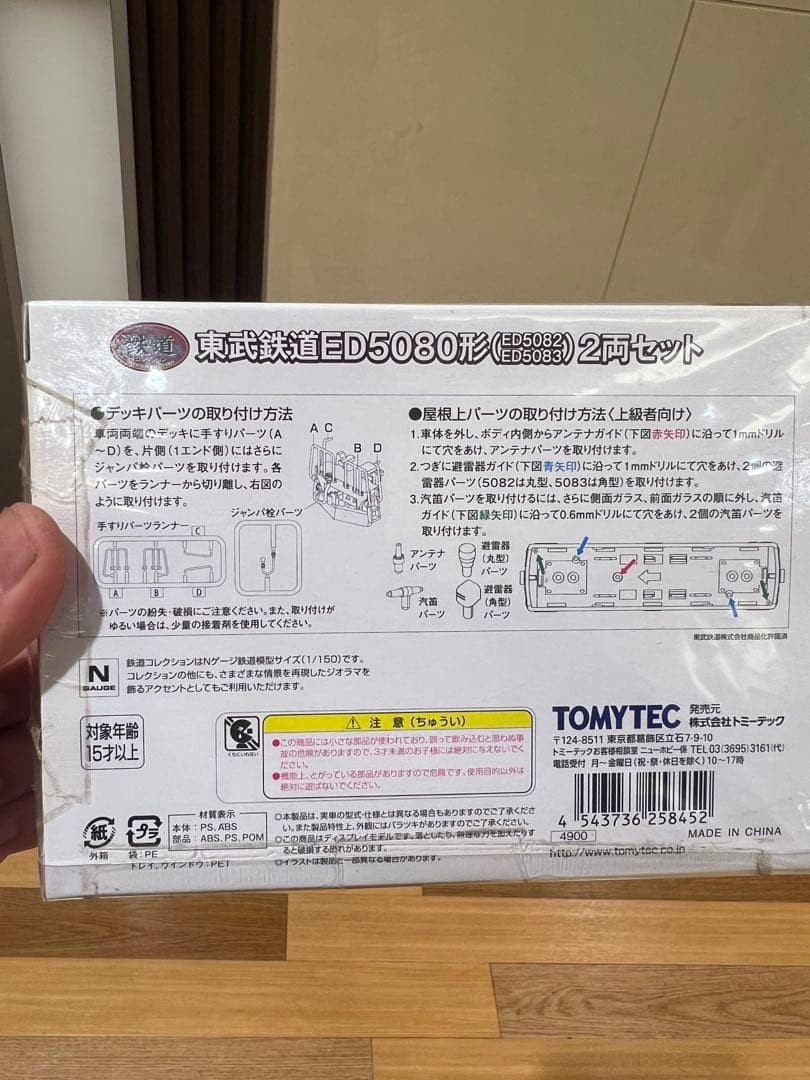 鉄道 東武鉄道ED5080形(ED5082 ED5083)2両セット
●デッキパーツの取り付け方法
車両両端のデッキに手すりパーツ(A
～D)を、片側(1エンド側)にはさらに
ジャンパ栓パーツを取り付けます。各
パーツをランナーから切り離し、右図の
ように取り付けます。
A C
B D
手すりパーツランナー
ジャンパ栓パーツ
C
A B D
※パーツの紛失・破損にご注意ください。また、取り付けが
ゆるい場合は、少量の接着剤を使用してください。
●屋根上パーツの取り付け方法〈上級者向け〉
1.車体を外し、ボディ内側からアンテナガイド(下図赤矢印)に沿って1mmドリル
にて穴をあけ、アンテナパーツを取り付けます。
2.つぎに避雷器ガイド(下図青矢印)に沿って1mmドリルにて穴をあけ、2個の避
雷器パーツ(5082は丸型、5083は角型)を取り付けます。
3.汽笛パーツを取り付けるには、さらに側面ガラス、前面ガラスの順に外し、汽笛
ガイド(下図緑矢印)に沿って0.6mmドリルにて穴をあけ、2個の汽笛パーツを
取り付けます。
アンテナ
パーツ
避雷器
(丸型)
パーツ
汽笛
パーツ
避雷器
(角型)
パーツ
東武鉄道株式会社商品化許諾済
N
GAUGE
鉄道コレクションはNゲージ鉄道模型サイズ(1/150)です。
コレクションの他にも、さまざまな情景を再現したジオラマを
飾るアクセントとしてもご利用いただけます。
対象年齢
15才以上
くちにいれない
注意(ちゅうい)
●この商品には小さな部品が使われており、誤って飲み込むと思わぬ事
故の危険がありますので、3才未満のお子様には絶対に与えないでく
ださい。
●機能上、とがっている部品がありますので危険です。使用目的以外は
絶対に遊ばないでください。
TOMYTEC 発売元
株式会社トミーテック
〒124-8511 東京都葛飾区立石7-9-10
トミーテックお客様相談室 ニューホビー係 TEL03(3695)3161(代)
電話受付 月～金曜日(祝・祭・休日を除く)10～17時
4 543736 258452
4900
MADE IN CHINA
http://www.tomytec.co.jp
紙
外箱
プラ
袋：PE
トレイ、ウインドウ：PET
材質表示
本体：PS, ABS
部品：ABS, PS, POM
◎本製品は、実車の型式・仕様とは異なる場合もありますのでご了承くださ
い。また製品特性上、外観にはバラツキがありますのでご了承ください。
◎この商品はディスプレイモデルです。落としたり、無理な力を加えたりす
ると破損する恐れがあります。
◎イラストは製品と一部異なる場合があります。